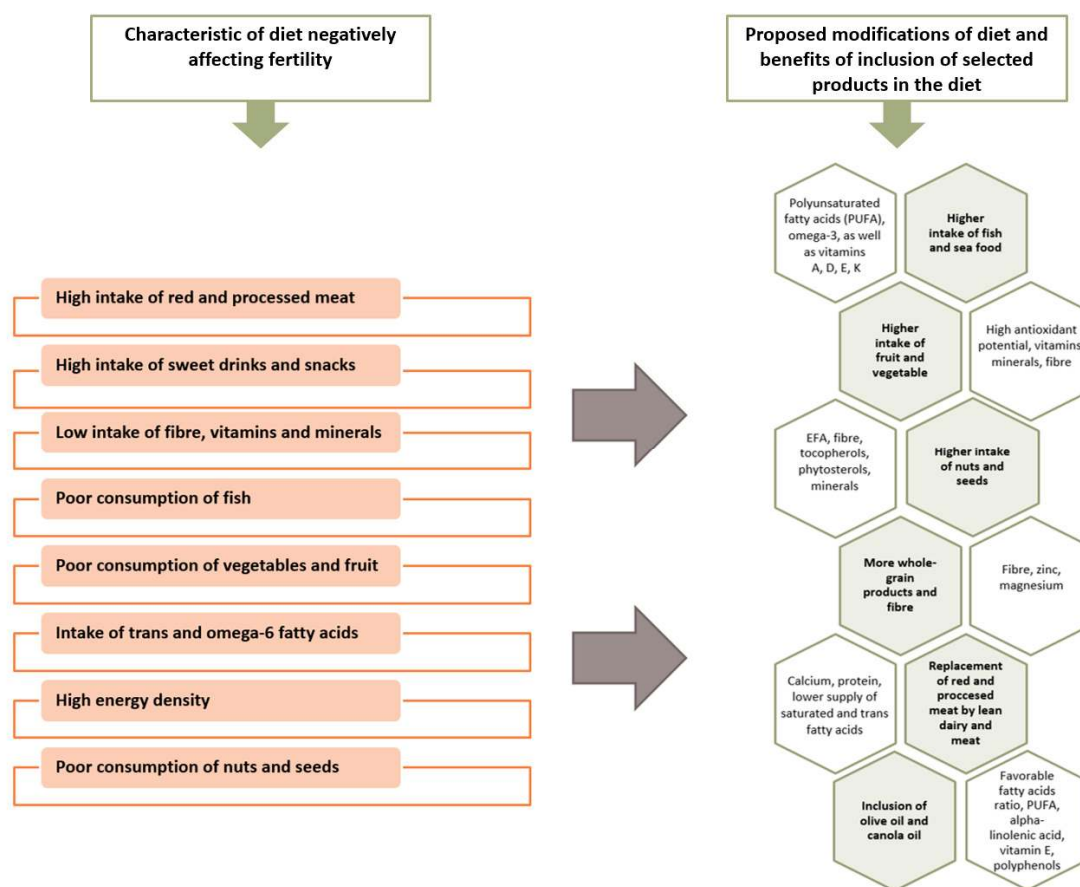 Characteristic of diet negatively
affecting fertility
Proposed modifications of diet and
benefits of inclusion of selected
products in the diet
High intake of red and processed meat
High intake of sweet drinks and snacks
Low intake of fibre, vitamins and minerals
Poor consumption of fish
Poor consumption of vegetables and fruit
Intake of trans and omega-6 fatty acids
High energy density
Poor consumption of nuts and seeds
Polyunsaturated
fatty acids (PUFA),
omega-3, as well
as vitamins
A, D, E, K
Higher
intake of fish
and sea food
Higher
intake of
fruit and
vegetable
High antioxidant
potential, vitamins,
minerals, fibre
EFA, fibre,
tocopherols,
phytosterols,
minerals
Higher intake
of nuts and
seeds
More whole-
grain
products and
fibre
Fibre, zinc,
magnesium
Calcium, protein,
lower supply of
saturated and trans
fatty acids
Replacement
of red and
proccesed
meat by lean
dairy and
meat
Inclusion of
olive oil and
canola oil
Favorable
fatty acids
ratio, PUFA,
alpha-
linolenic acid,
vitamin E,
polyphenols